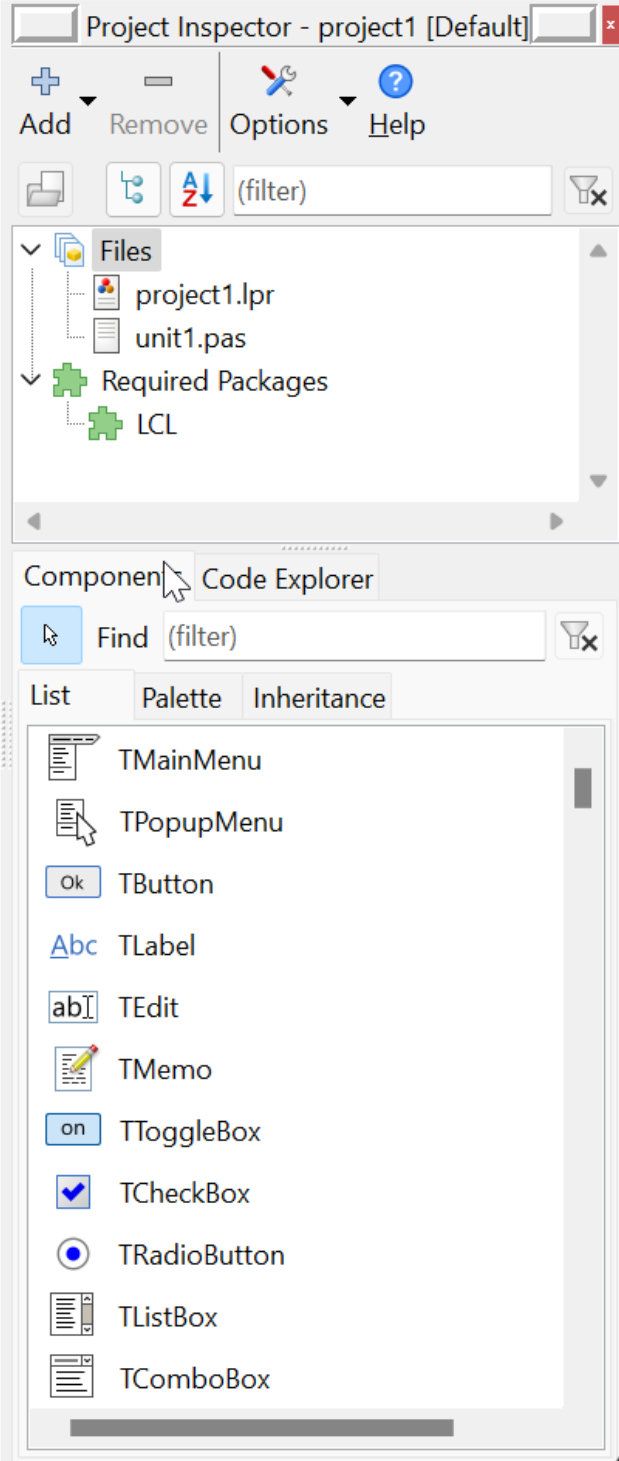 Project Inspector - project1 [Default]
Add Remove Options Help
(filter)
Files
project1.lpr
unit1.pas
Required Packages
LCL
Components Code Explorer
Find (filter)
List Palette Inheritance
TMainMenu
TPopupMenu
Ok TButton
Abc TLabel
ab TEdit
TMemo
on TToggleBox
TCheckBox
TRadioButton
TListBox
TComboBox